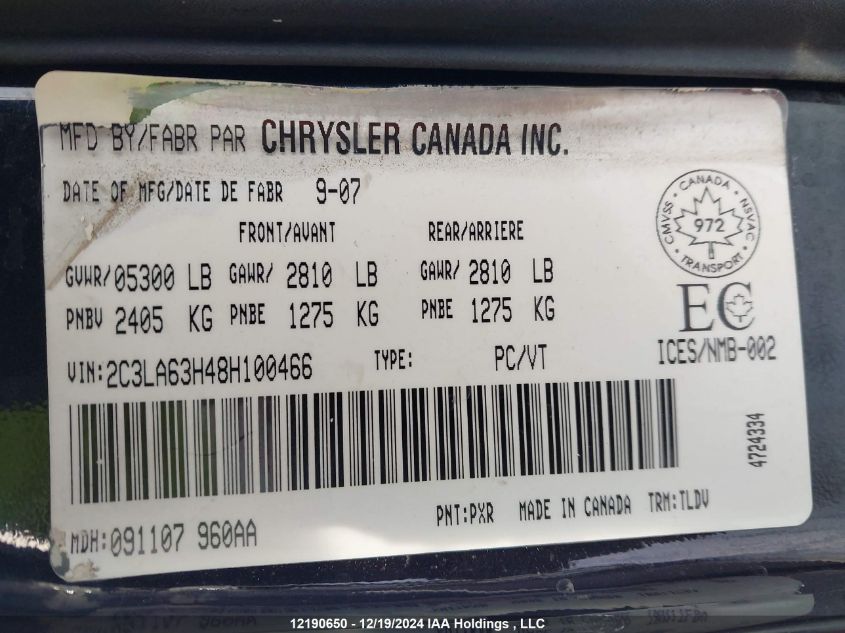 MFD BY/FABR PAR CHRYSLER CANADA INC.
DATE OF MFG/DATE DE FABR 9-07
FRONT/AVANT REAR/ARRIERE
GVWR/05300 LB GAWR/ 2810 LB GAWR/ 2810 LB
PNBV 2405 KG PNBE 1275 KG PNBE 1275 KG
CANADA
CMVSS 972 NSVAC
TRANSPORT
EC
ICES/NMB-002
VIN:2C3LA63H48H100466 TYPE: PC/VT
4724334
PNT:PXR MADE IN CANADA TRM:TLDV
MDH:091107 960AA
12190650 - 12/19/2024 IAA Holdings, LLC